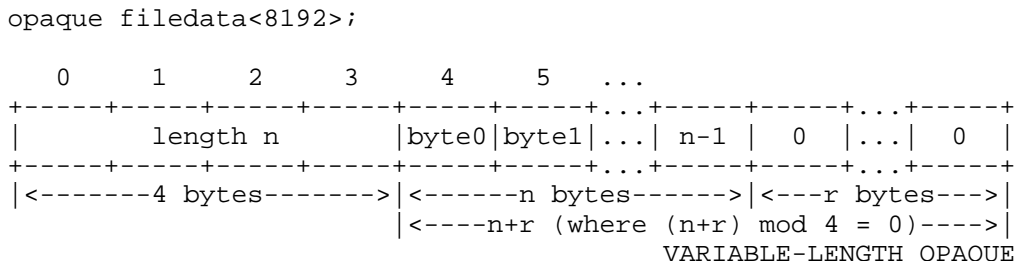 opaque filedata<8192>;
   0     1     2     3     4     5   ...
+-----+-----+-----+-----+-----+-----+...+-----+-----+...+-----+
|        length n       |byte0|byte1|...| n-1 |  0  |...|  0  |
+-----+-----+-----+-----+-----+-----+...+-----+-----+...+-----+
|<-------4 bytes------->|<------n bytes------>|<---r bytes--->|
                        |<----n+r (where (n+r) mod 4 = 0)---->|
                                         VARIABLE-LENGTH OPAQUE